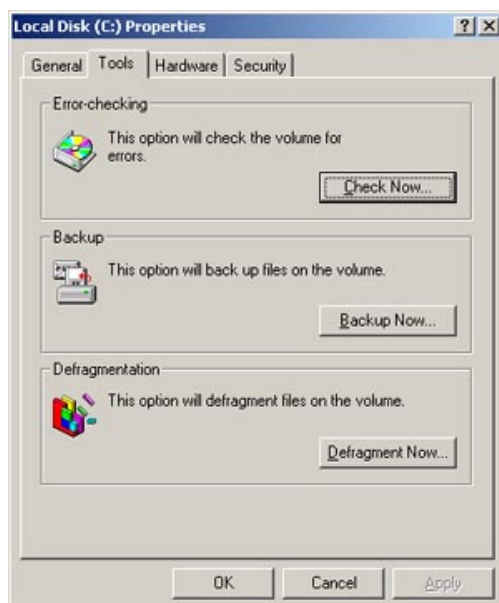 Local Disk (C:) Properties
General Tools Hardware Security
Error-checking
This option will check the volume for
errors.
Check Now...
Backup
This option will back up files on the volume.
Backup Now...
Defragmentation
This option will defragment files on the volume.
Defragment Now...
OK Cancel Apply